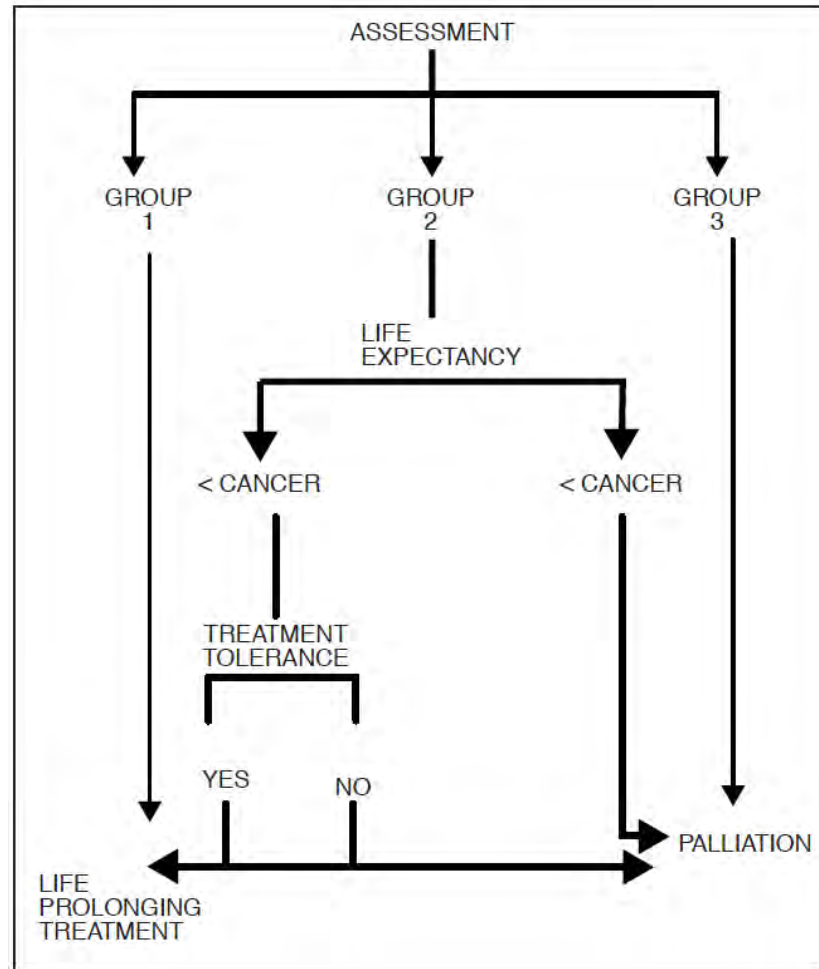 ASSESSMENT
GROUP
1
GROUP
2
GROUP
3
LIFE
EXPECTANCY
< CANCER
< CANCER
TREATMENT
TOLERANCE
YES
NO
PALLIATION
LIFE
PROLONGING
TREATMENT